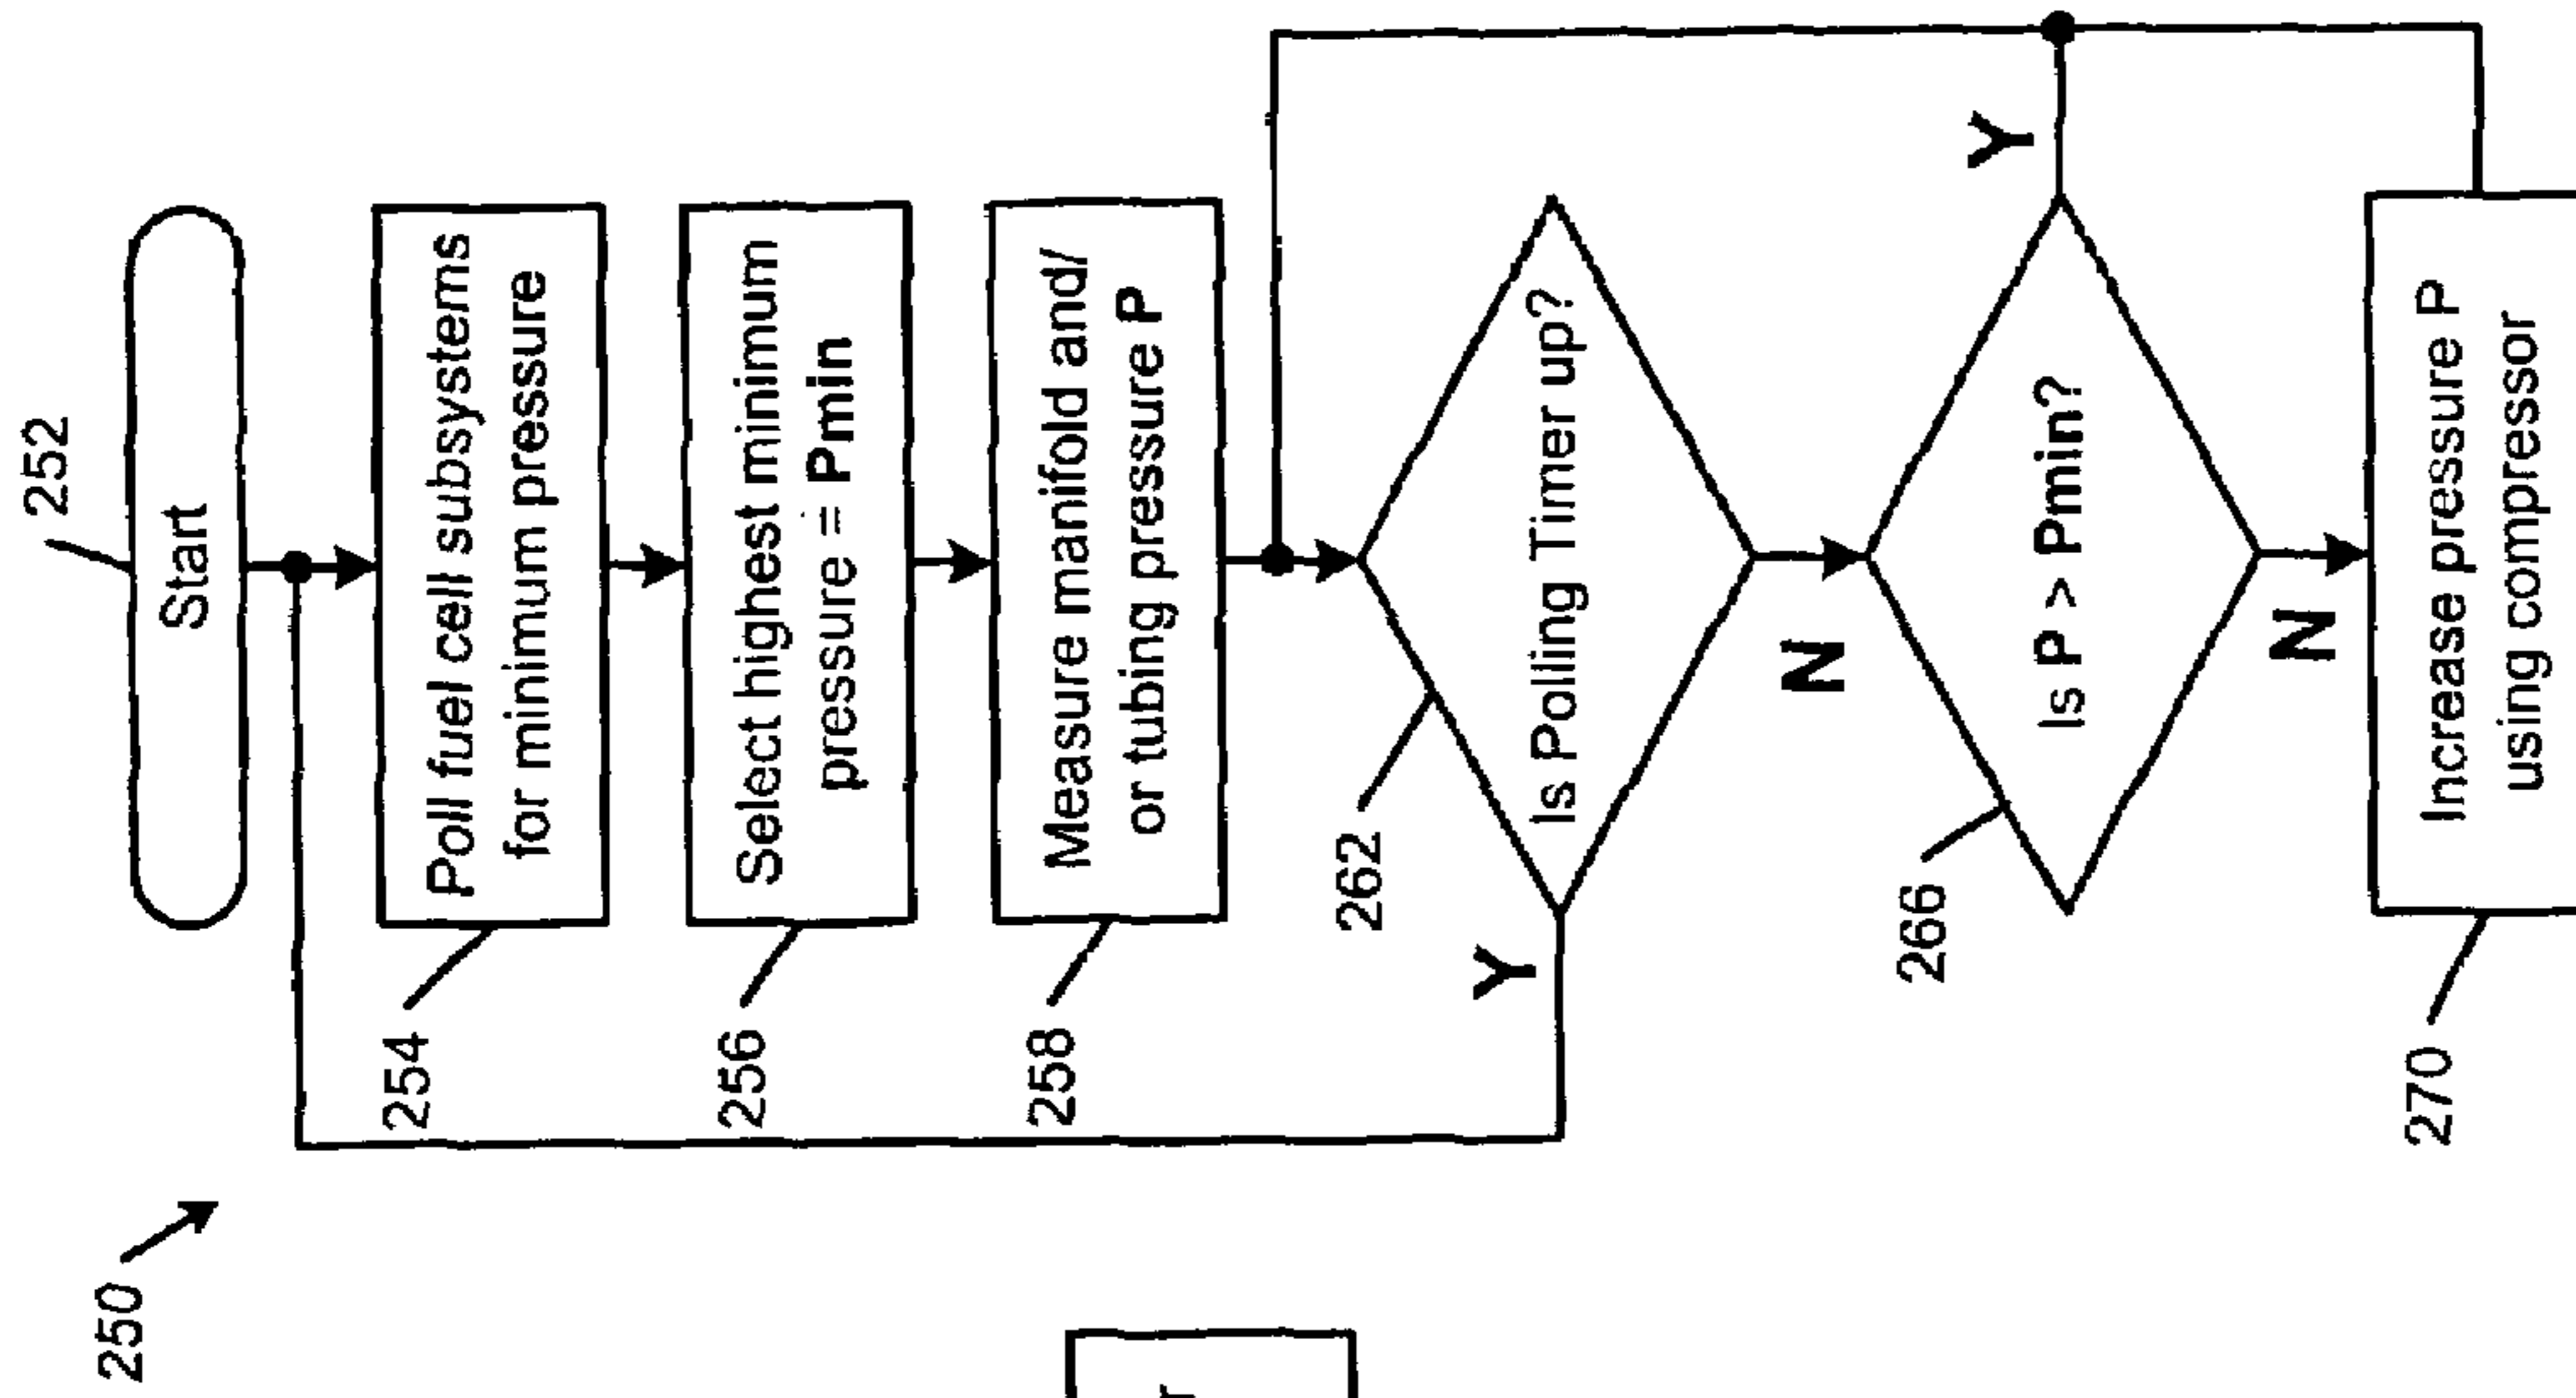 250
252
Start
254
Poll fuel cell subsystems
for minimum pressure
256
Select highest minimum
pressure = Pmin
258
Measure manifold and/
or tubing pressure P
262
Is Polling Timer up?
Y
N
266
Is P > Pmin?
Y
N
270
Increase pressure P
using compressor